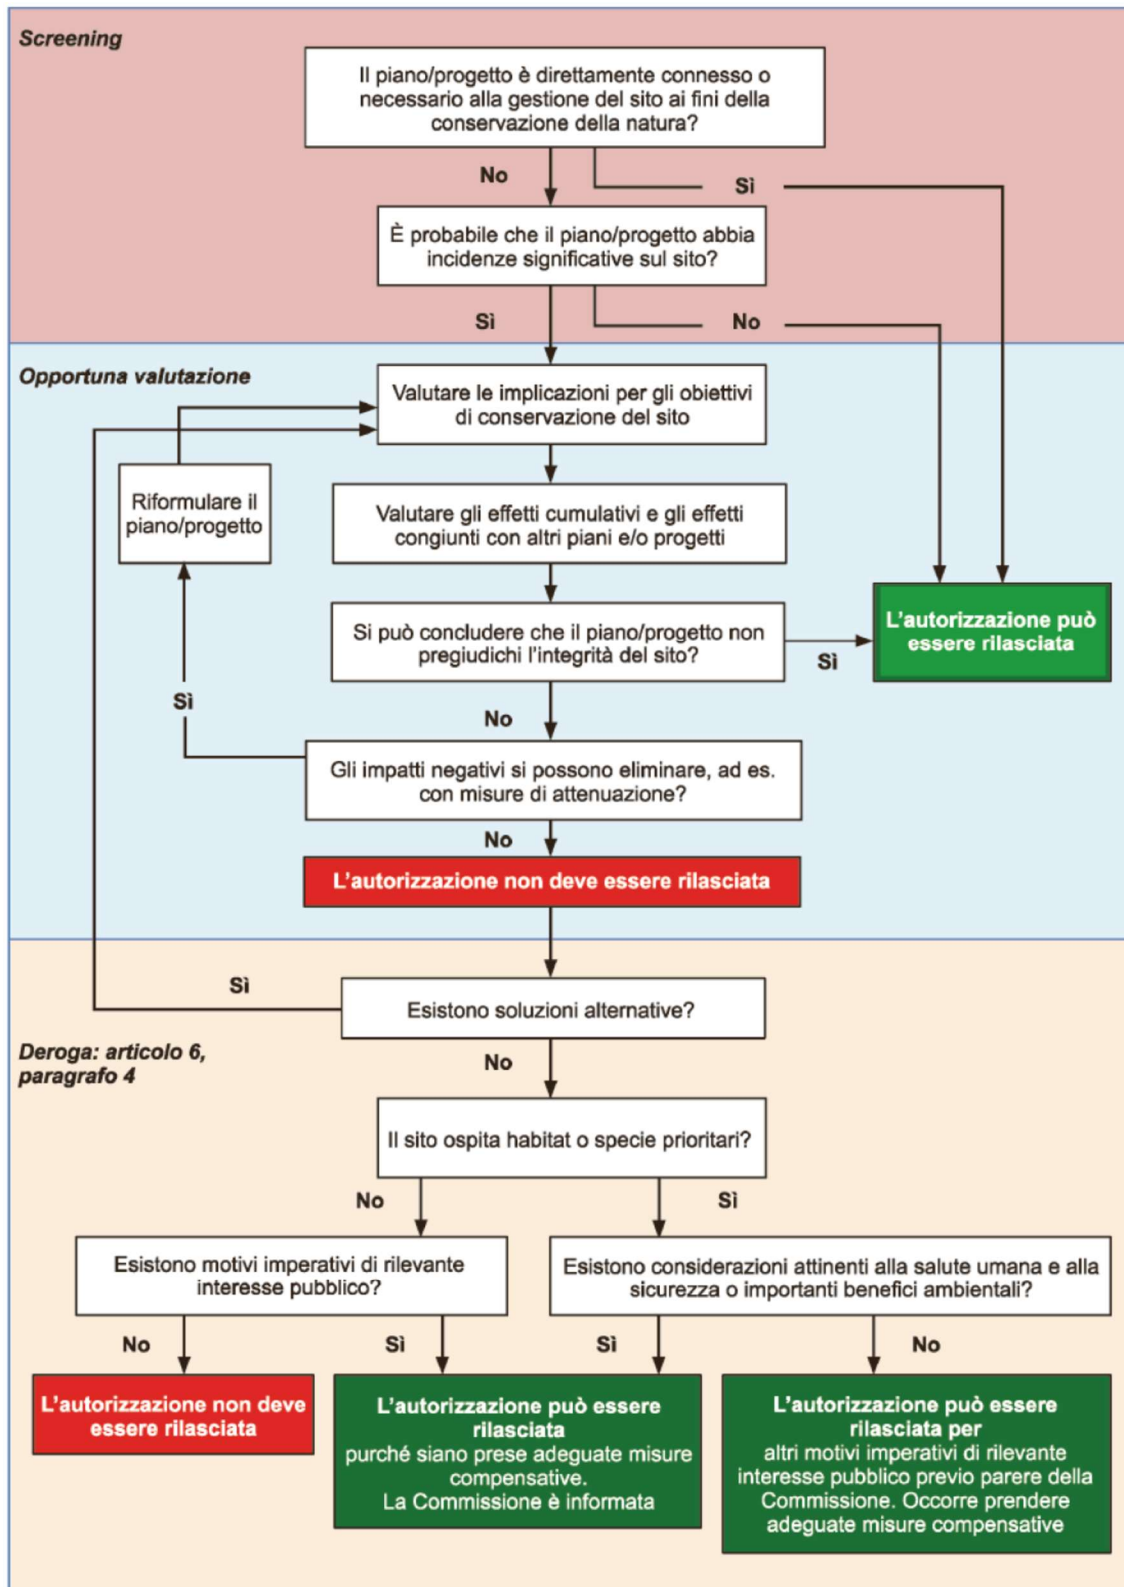 Screening
Il piano/progetto è direttamente connesso o
necessario alla gestione del sito ai fini della
conservazione della natura?
No
Sì
È probabile che il piano/progetto abbia
incidenze significative sul sito?
Sì
No
Opportuna valutazione
Valutare le implicazioni per gli obiettivi
di conservazione del sito
Riformulare il
piano/progetto
Valutare gli effetti cumulativi e gli effetti
congiunti con altri piani e/o progetti
L'autorizzazione può
essere rilasciata
Si può concludere che il piano/progetto non
pregiudichi l'integrità del sito?
Sì
Sì
No
Gli impatti negativi si possono eliminare, ad es.
con misure di attenuazione?
No
L'autorizzazione non deve essere rilasciata
Sì
Esistono soluzioni alternative?
Deroga: articolo 6,
paragrafo 4
No
Il sito ospita habitat o specie prioritari?
No
Sì
Esistono motivi imperativi di rilevante
interesse pubblico?
Esistono considerazioni attinenti alla salute umana e alla
sicurezza o importanti benefici ambientali?
No
Sì
Sì
No
L'autorizzazione non deve
essere rilasciata
L'autorizzazione può essere
rilasciata
purché siano prese adeguate misure
compensative.
La Commissione è informata
L'autorizzazione può essere
rilasciata per
altri motivi imperativi di rilevante
interesse pubblico previo parere della
Commissione. Occorre prendere
adeguate misure compensative